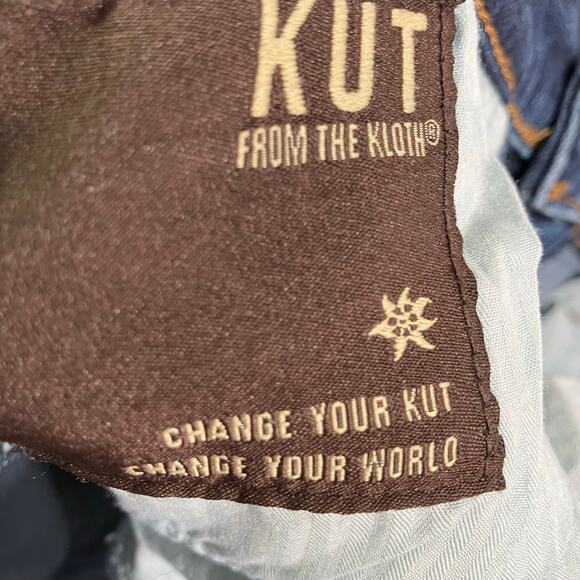 KUT
FROM THE KLOTH®
CHANGE YOUR KUT
CHANGE YOUR WORLD